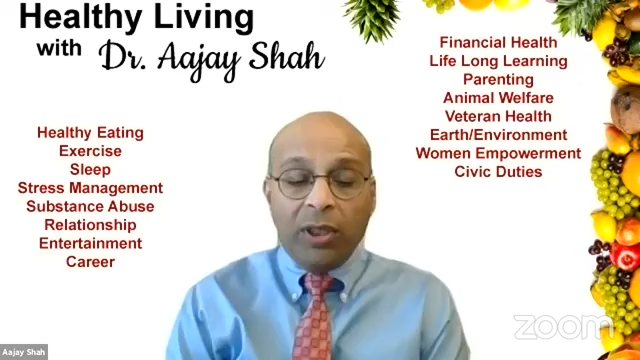 Healthy Living
with Dr. Aajay Shah
Healthy Eating
Exercise
Sleep
Stress Management
Substance Abuse
Relationship
Entertainment
Career
Financial Health
Life Long Learning
Parenting
Animal Welfare
Veteran Health
Earth/Environment
Women Empowerment
Civic Duties
Aajay Shah
zoom